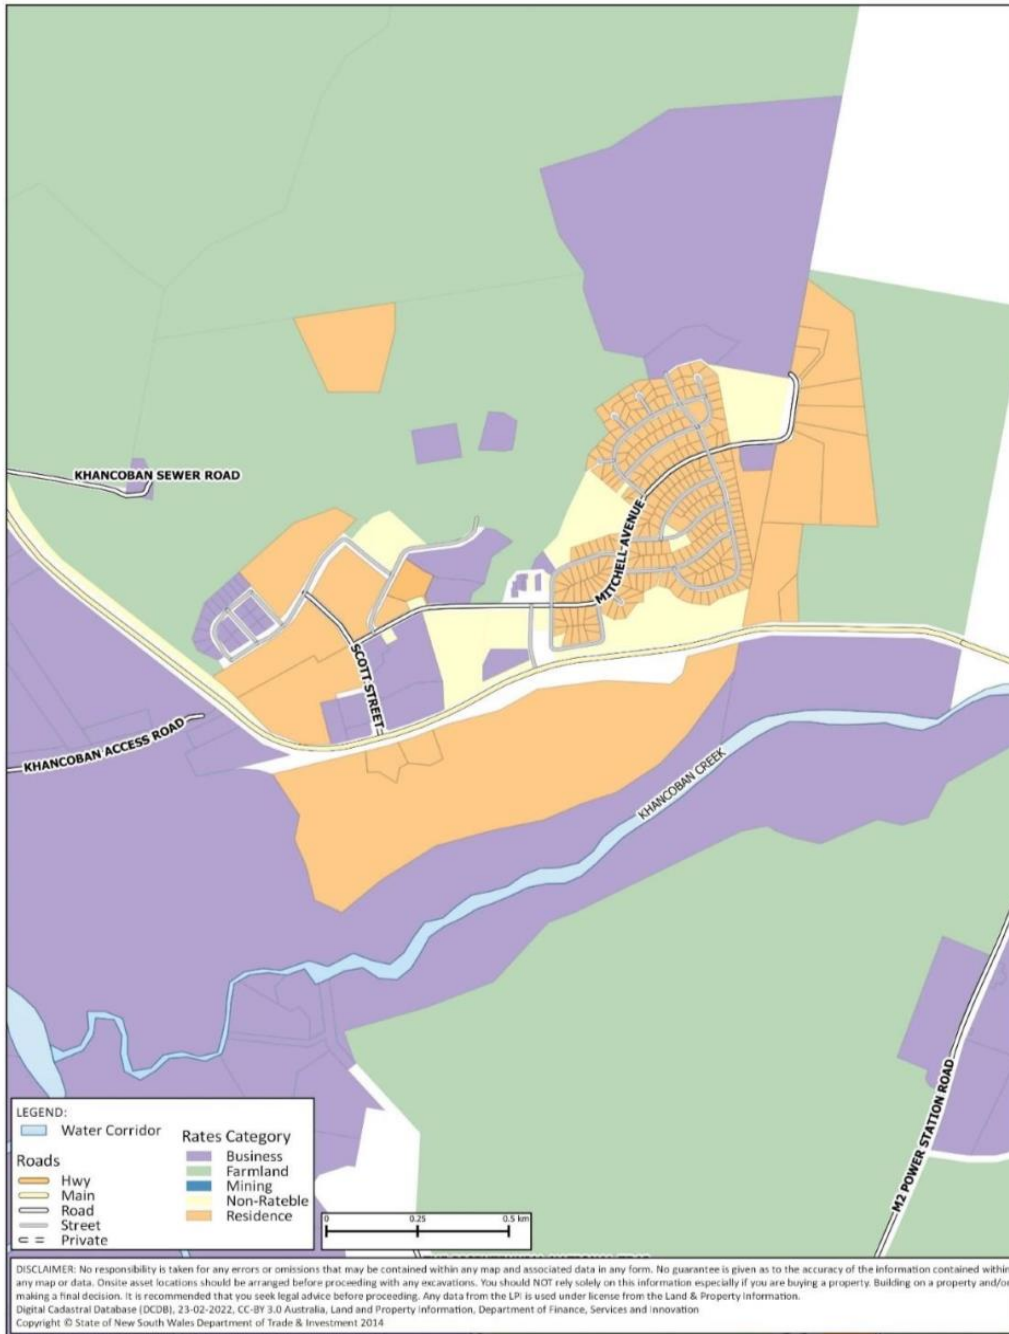 KHANCOBAN SEWER ROAD
MITCHELL AVENUE
SCOTT STREET
KHANCOBAN ACCESS ROAD
KHANCOBAN CREEK
M2 POWER STATION ROAD
LEGEND:
Water Corridor
Roads
Hwy
Main
Road
Street
Private
Rates Category
Business
Farmland
Mining
Non-Rateble
Residence
0 0.25 0.5 km
DISCLAIMER: No responsibility is taken for any errors or omissions that may be contained within any map and associated data in any form. No guarantee is given as to the accuracy of the information contained within
any map or data. Onsite asset locations should be arranged before proceeding with any excavations. You should NOT rely solely on this information especially if you are buying a property. Building on a property and/or
making a final decision. It is recommended that you seek legal advice before proceeding. Any data from the LPI is used under license from the Land & Property Information.
Digital Cadastral Database (DCDB), 23-02-2022, CC-BY 3.0 Australia, Land and Property Information, Department of Finance, Services and Innovation
Copyright © State of New South Wales Department of Trade & Investment 2014